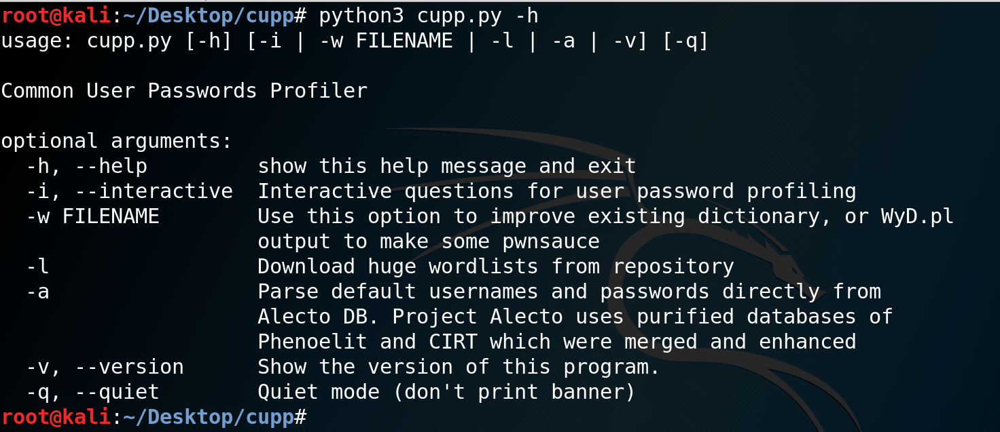 root@kali:~/Desktop/cupp# python3 cupp.py -h
usage: cupp.py [-h] [-i | -w FILENAME | -l | -a | -v] [-q]
Common User Passwords Profiler
optional arguments:
  -h, --help         show this help message and exit
  -i, --interactive  Interactive questions for user password profiling
  -w FILENAME        Use this option to improve existing dictionary, or WyD.pl
                     output to make some pwnsauce
  -l                 Download huge wordlists from repository
  -a                 Parse default usernames and passwords directly from
                     Alecto DB. Project Alecto uses purified databases of
                     Phenoelit and CIRT which were merged and enhanced
  -v, --version      Show the version of this program.
  -q, --quiet        Quiet mode (don't print banner)
root@kali:~/Desktop/cupp#